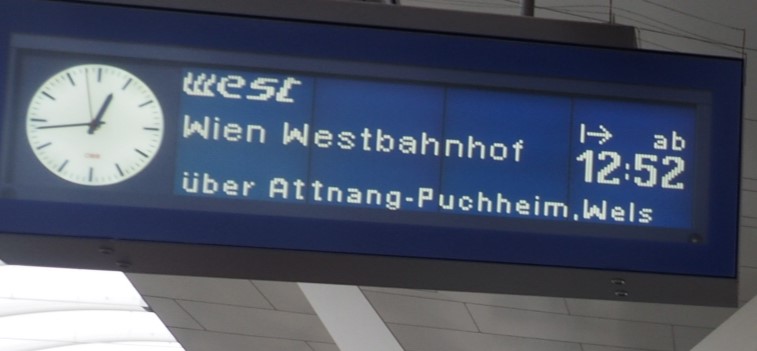 west
Wien Westbahnhof
ab
12:52
über Attnang-Puchheim,Wels